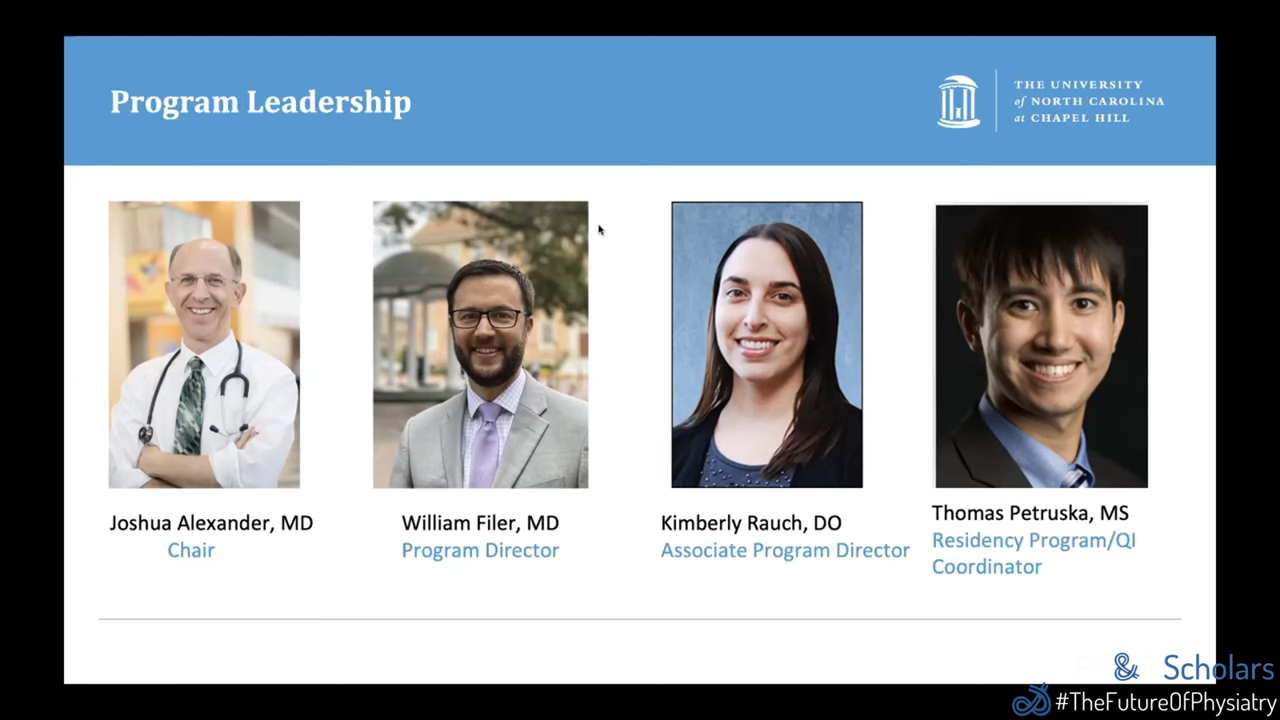 Program Leadership
THE UNIVERSITY
of NORTH CAROLINA
at CHAPEL HILL
Joshua Alexander, MD
Chair
William Filer, MD
Program Director
Kimberly Rauch, DO
Associate Program Director
Thomas Petruska, MS
Residency Program/QI
Coordinator
& Scholars
#TheFutureOfPhysiatry